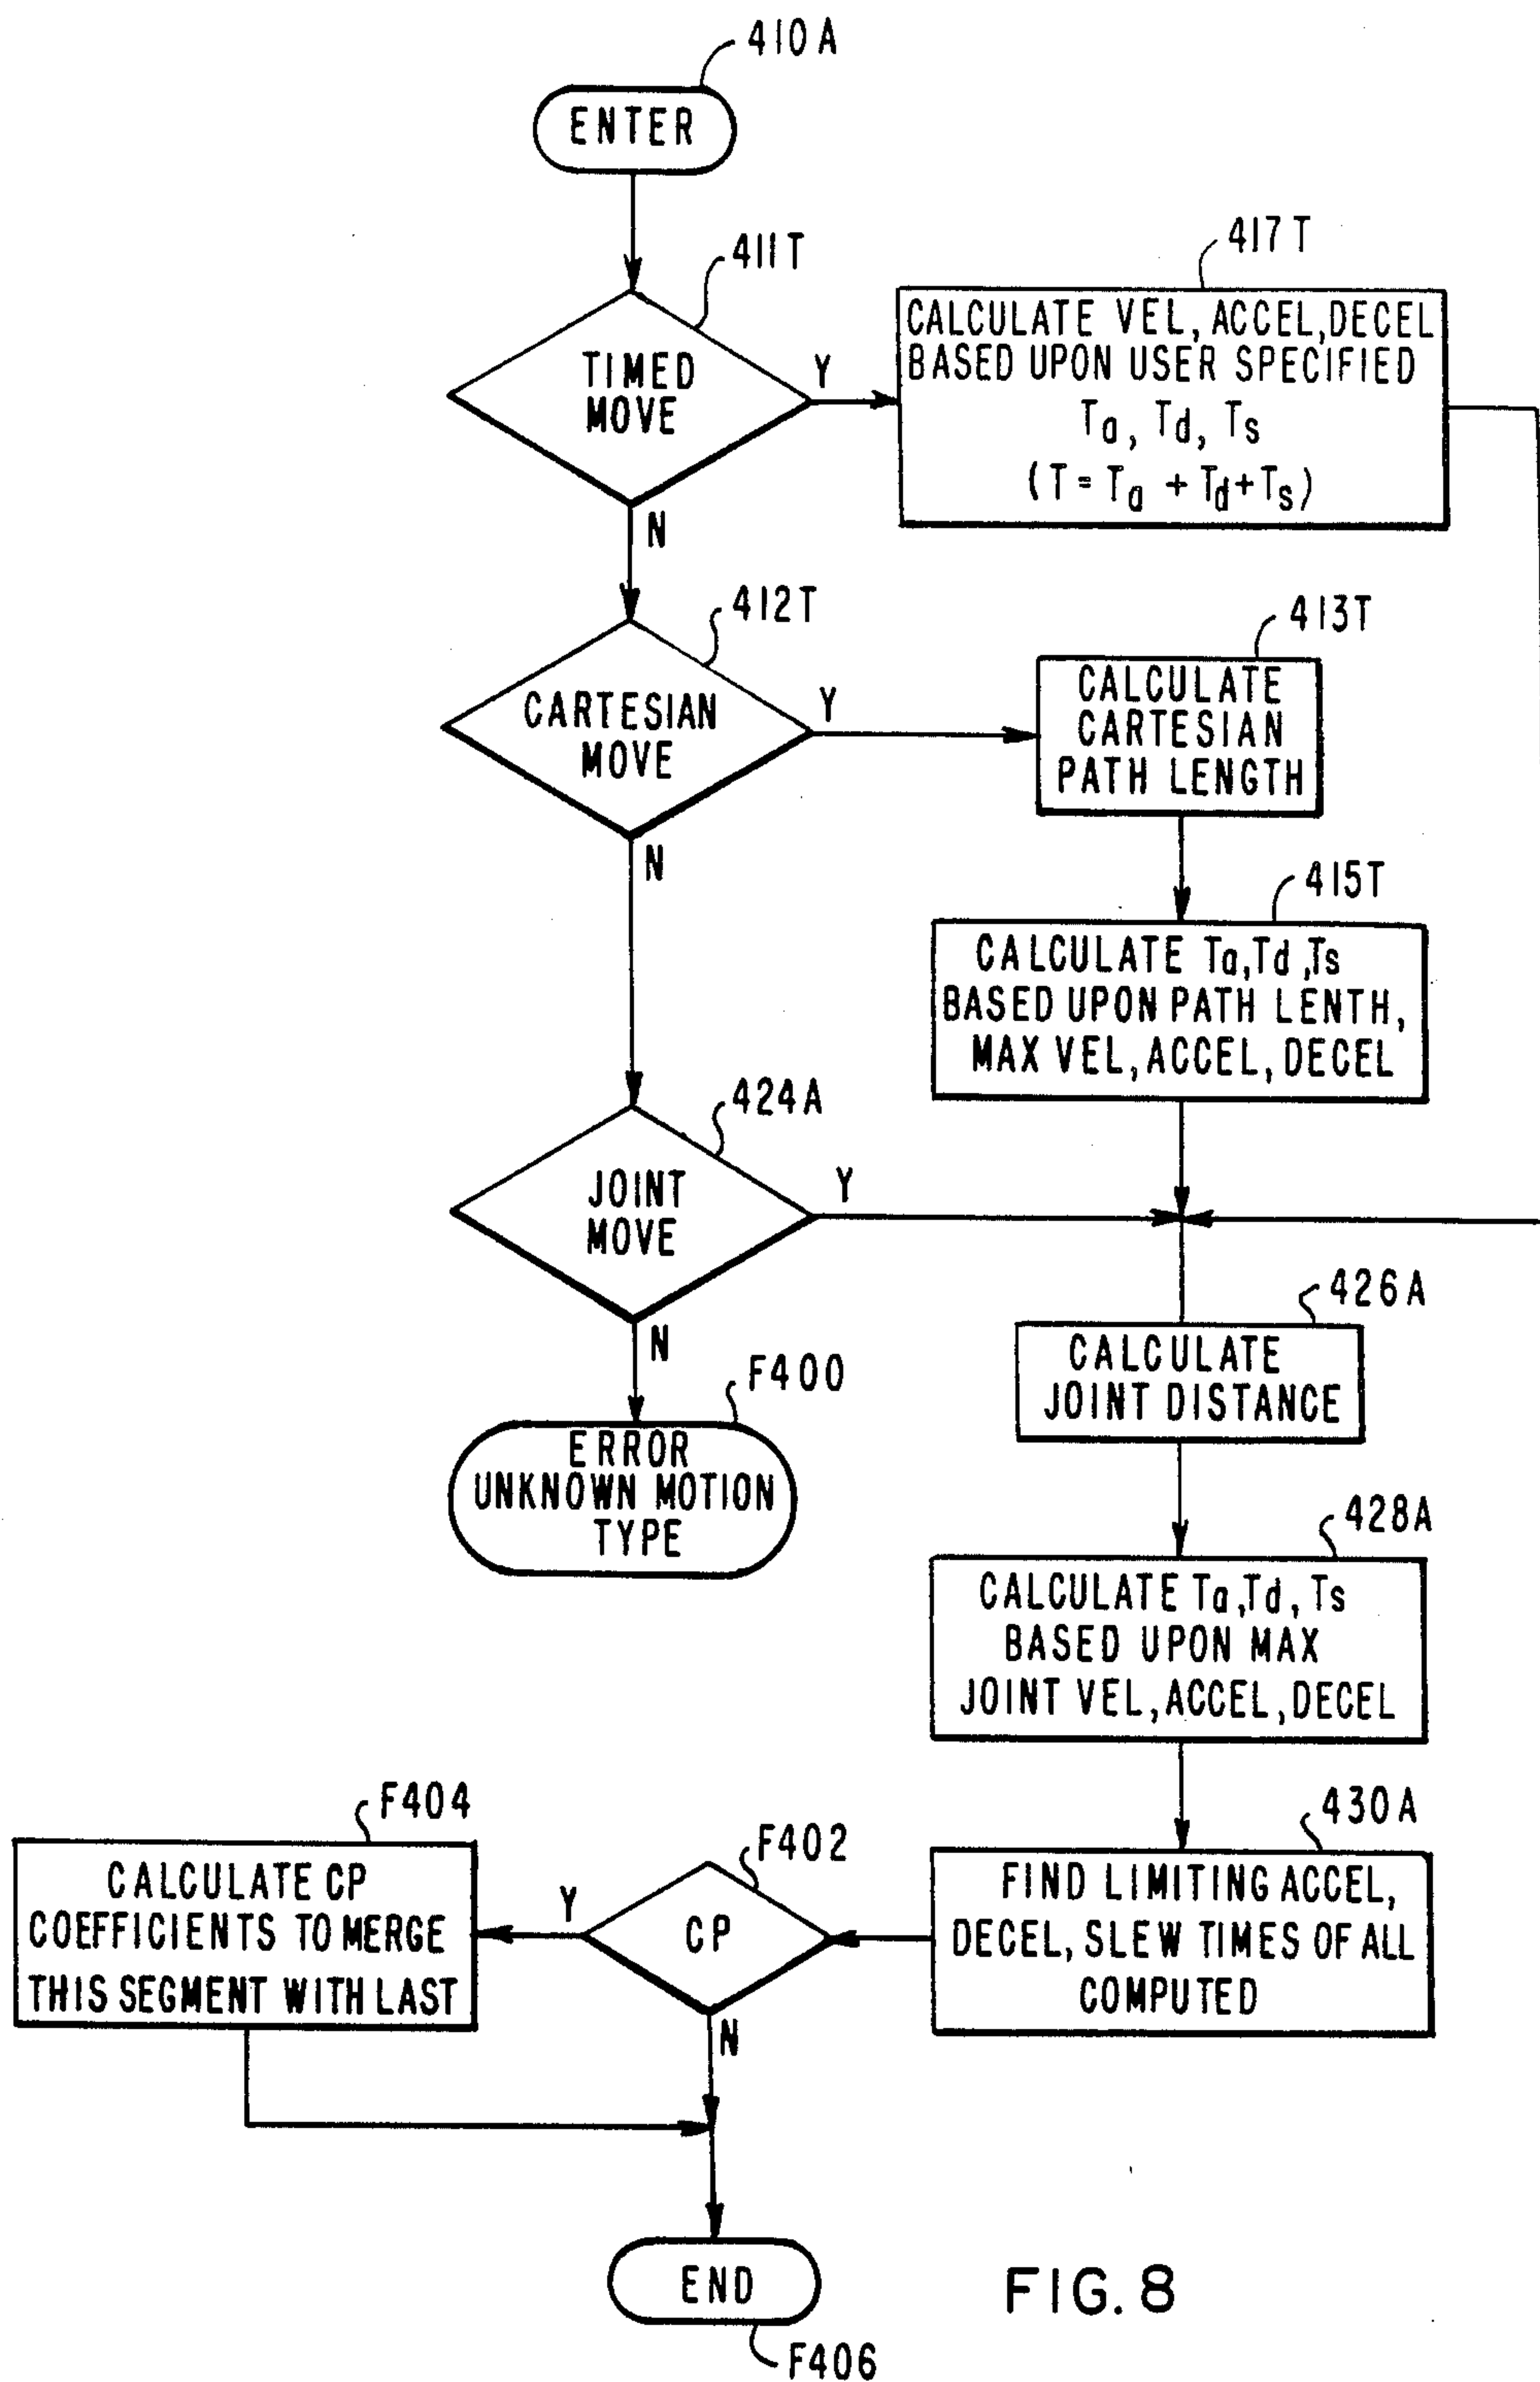 410A
ENTER
411T
TIMED
MOVE
Y
N
417T
CALCULATE VEL, ACCEL, DECEL
BASED UPON USER SPECIFIED
Ta, Td, Ts
(T = Ta + Td + Ts)
412T
CARTESIAN
MOVE
Y
N
413T
CALCULATE
CARTESIAN
PATH LENGTH
415T
CALCULATE Ta, Td, Ts
BASED UPON PATH LENTH,
MAX VEL, ACCEL, DECEL
424A
JOINT
MOVE
Y
N
F400
ERROR
UNKNOWN MOTION
TYPE
426A
CALCULATE
JOINT DISTANCE
428A
CALCULATE Ta, Td, Ts
BASED UPON MAX
JOINT VEL, ACCEL, DECEL
430A
FIND LIMITING ACCEL,
DECEL, SLEW TIMES OF ALL
COMPUTED
F402
CP
Y
N
F404
CALCULATE CP
COEFFICIENTS TO MERGE
THIS SEGMENT WITH LAST
END
F406
FIG. 8